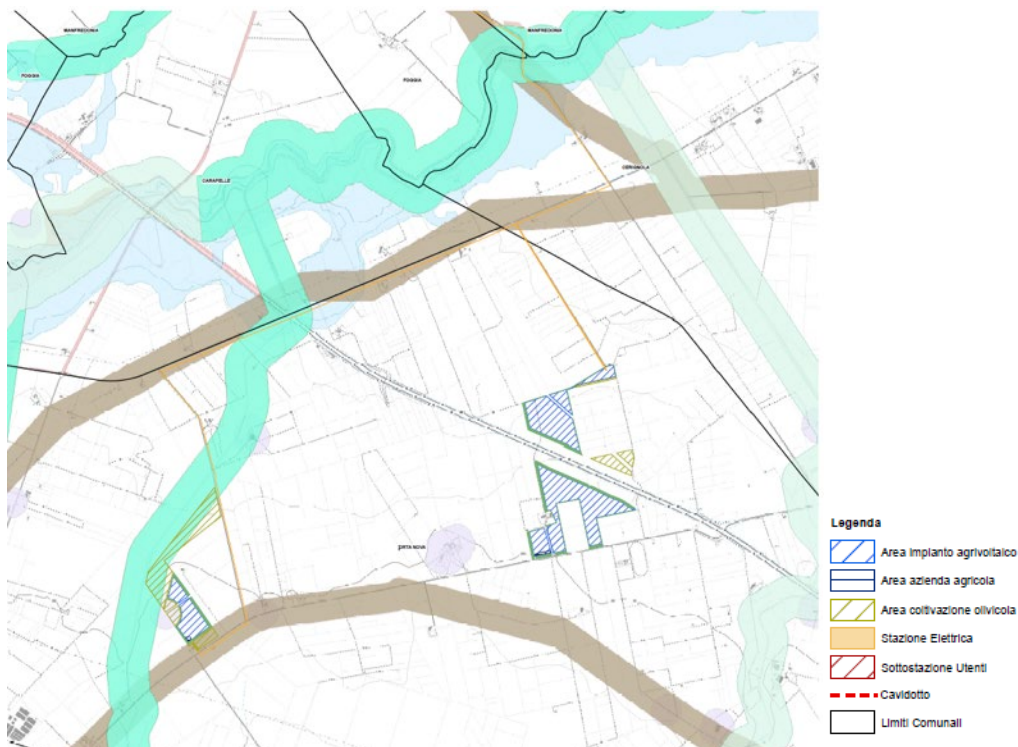 MANFREDONIA
MANFREDONIA
FOGGIA
FOGGIA
CERIGNOLA
CARAPELLE
ORTA NOVA
Legenda
Area impianto agrivoltaico
Area azienda agricola
Area coltivazione olivicola
Stazione Elettrica
Sottostazione Utenti
Cavidotto
Limiti Comunali